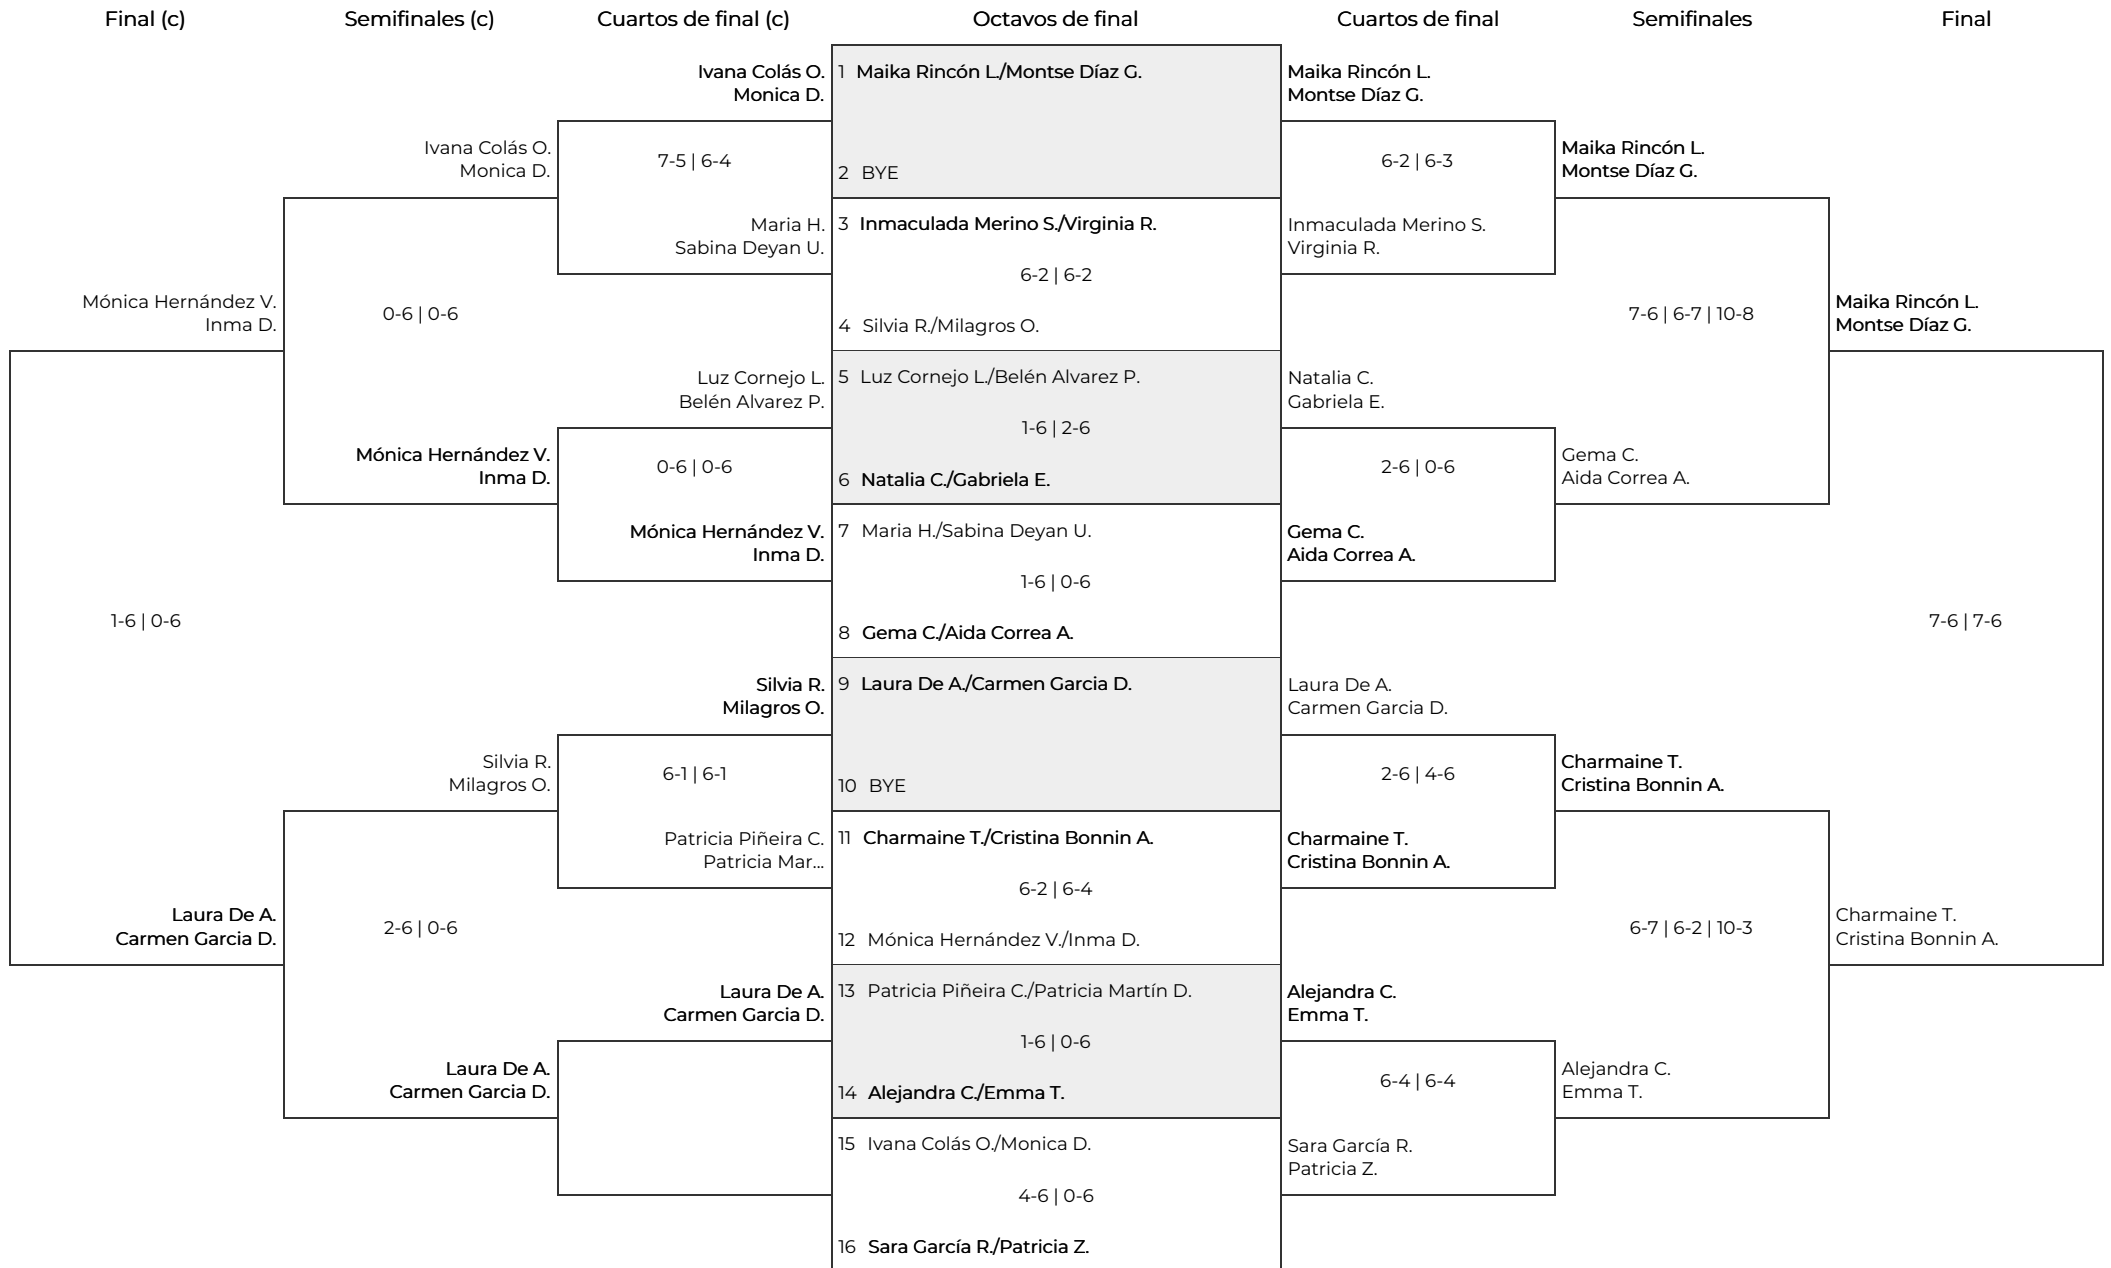 Final (c)
Semifinales (c)
Cuartos de final (c)
Octavos de final
Cuartos de final
Semifinales
Final
Mónica Hernández V.
Inma D.
1-6 | 0-6
Laura De A.
Carmen Garcia D.
Ivana Colás O.
Monica D.
0-6 | 0-6
Mónica Hernández V.
Inma D.
Silvia R.
Milagros O.
2-6 | 0-6
Laura De A.
Carmen Garcia D.
Ivana Colás O.
Monica D.
7-5 | 6-4
Maria H.
Sabina Deyan U.
Luz Cornejo L.
Belén Alvarez P.
0-6 | 0-6
Mónica Hernández V.
Inma D.
Silvia R.
Milagros O.
6-1 | 6-1
Patricia Piñeira C.
Patricia Mar...
Laura De A.
Carmen Garcia D.
1 Maika Rincón L./Montse Díaz G.
2 BYE
3 Inmaculada Merino S./Virginia R.
6-2 | 6-2
4 Silvia R./Milagros O.
5 Luz Cornejo L./Belén Alvarez P.
1-6 | 2-6
6 Natalia C./Gabriela E.
7 Maria H./Sabina Deyan U.
1-6 | 0-6
8 Gema C./Aida Correa A.
9 Laura De A./Carmen Garcia D.
10 BYE
11 Charmaine T./Cristina Bonnin A.
6-2 | 6-4
12 Mónica Hernández V./Inma D.
13 Patricia Piñeira C./Patricia Martín D.
1-6 | 0-6
14 Alejandra C./Emma T.
15 Ivana Colás O./Monica D.
4-6 | 0-6
16 Sara García R./Patricia Z.
Maika Rincón L.
Montse Díaz G.
6-2 | 6-3
Inmaculada Merino S.
Virginia R.
Natalia C.
Gabriela E.
2-6 | 0-6
Gema C.
Aida Correa A.
Laura De A.
Carmen Garcia D.
2-6 | 4-6
Charmaine T.
Cristina Bonnin A.
Alejandra C.
Emma T.
6-4 | 6-4
Sara García R.
Patricia Z.
Maika Rincón L.
Montse Díaz G.
7-6 | 6-7 | 10-8
Gema C.
Aida Correa A.
Charmaine T.
Cristina Bonnin A.
6-7 | 6-2 | 10-3
Alejandra C.
Emma T.
Maika Rincón L.
Montse Díaz G.
7-6 | 7-6
Charmaine T.
Cristina Bonnin A.